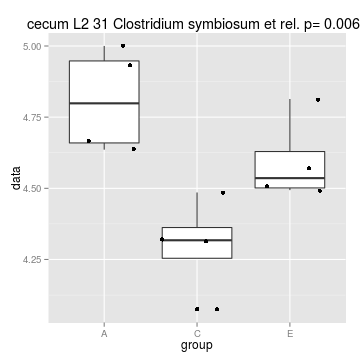 cecum L2 31 Clostridium symbiosum et rel. p= 0.006
5.00
4.75
4.50
4.25
data
A
C
E
group